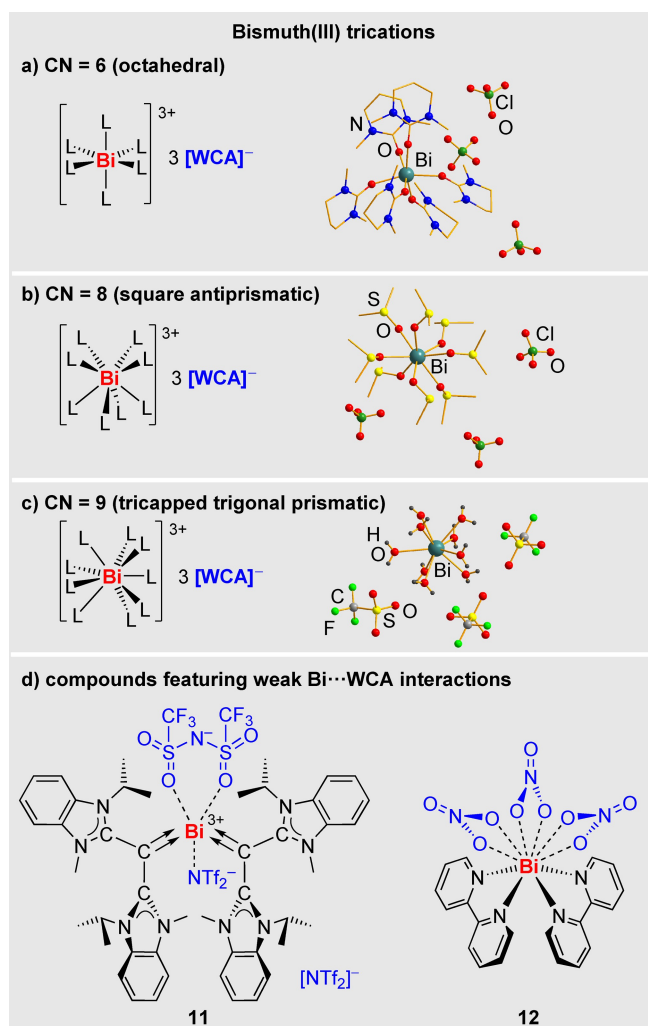 Bismuth(III) trications
a) CN = 6 (octahedral)
L
L L
Bi
L L
L
3+
3 [WCA]⁻
N
O
Bi
Cl
O
b) CN = 8 (square antiprismatic)
L L
L L
Bi
L L
L L
3+
3 [WCA]⁻
S
O
Bi
Cl
O
c) CN = 9 (tricapped trigonal prismatic)
L L
L L
L Bi L
L L
L
3+
3 [WCA]⁻
H
O
Bi
C
F
S
O
d) compounds featuring weak Bi···WCA interactions
CF₃ CF₃
O N⁻ O
S S
O O
N N
Bi 3+
N C C N
NTf₂⁻
C C
N N N N
[NTf₂]⁻
11
O
N
O O
O=N O O N=O
O O
Bi
N N
N N
12